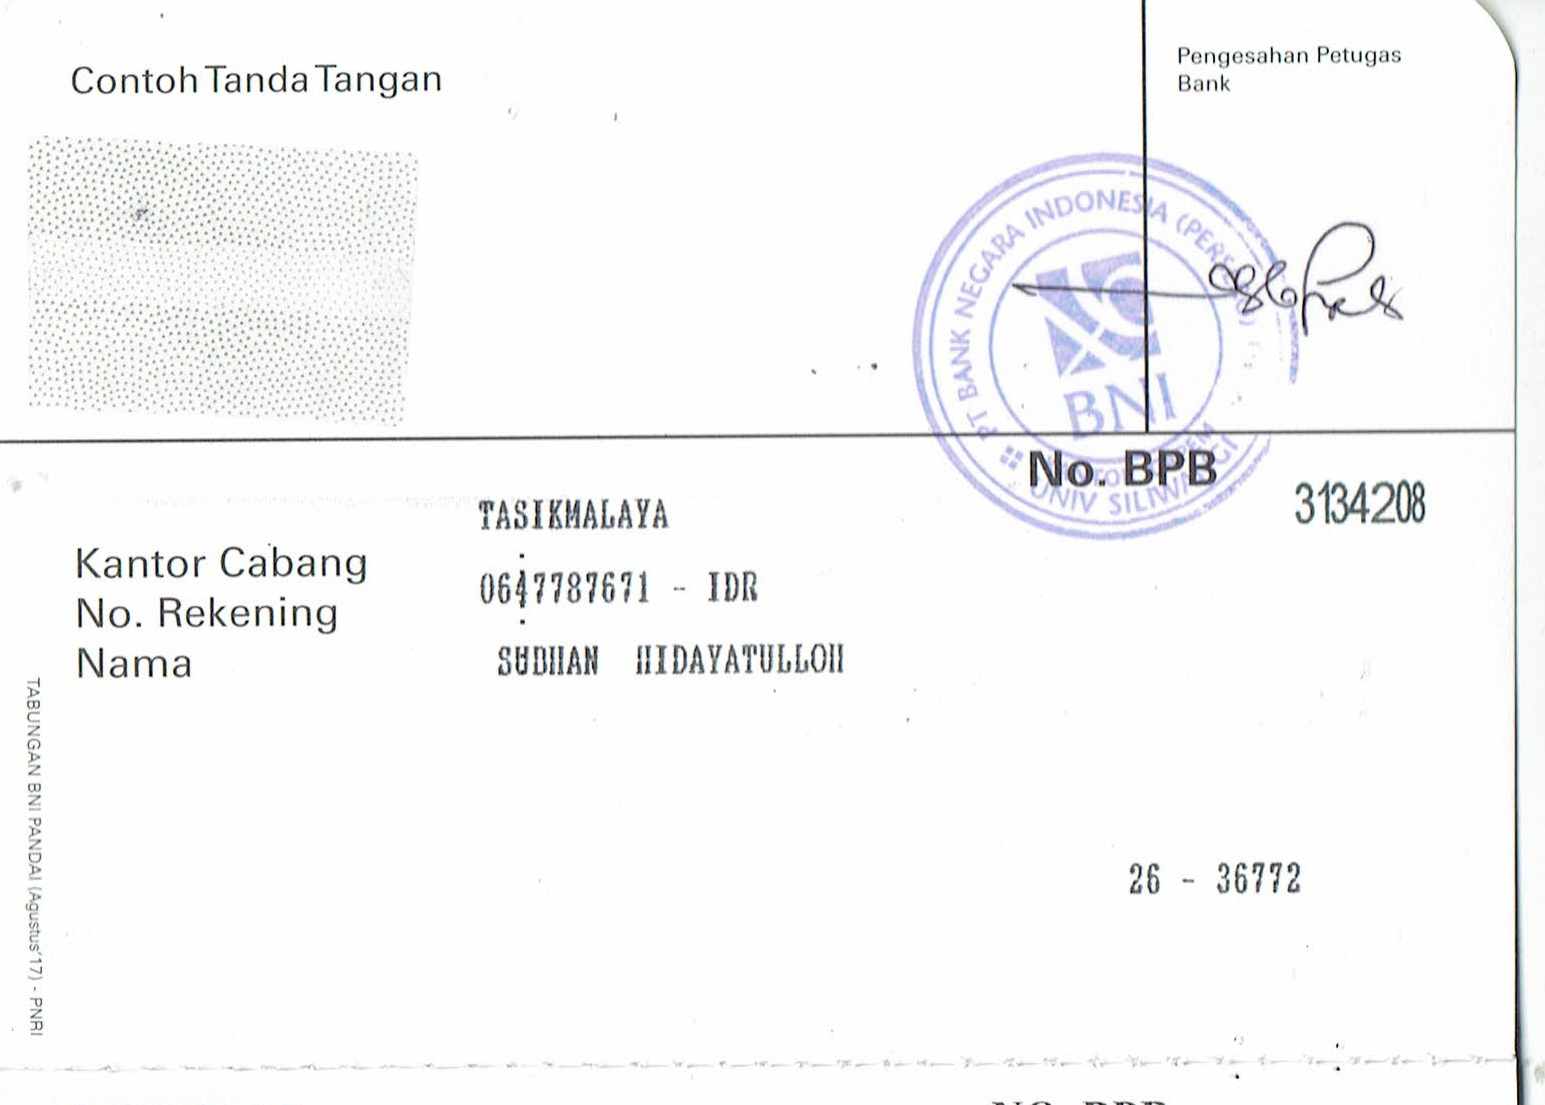 Contoh Tanda Tangan
Pengesahan Petugas
Bank
PT BANK NEGARA INDONESIA (PERSERO)
BNI
UNIV SILIWANGI
No. BPB
3134208
TASIKMALAYA
Kantor Cabang :
0647787671 - IDR
No. Rekening :
SUDHAN HIDAYATULLOH
Nama
26 - 36772
TABUNGAN BNI PANDAI (Agustus'17) - PNRI